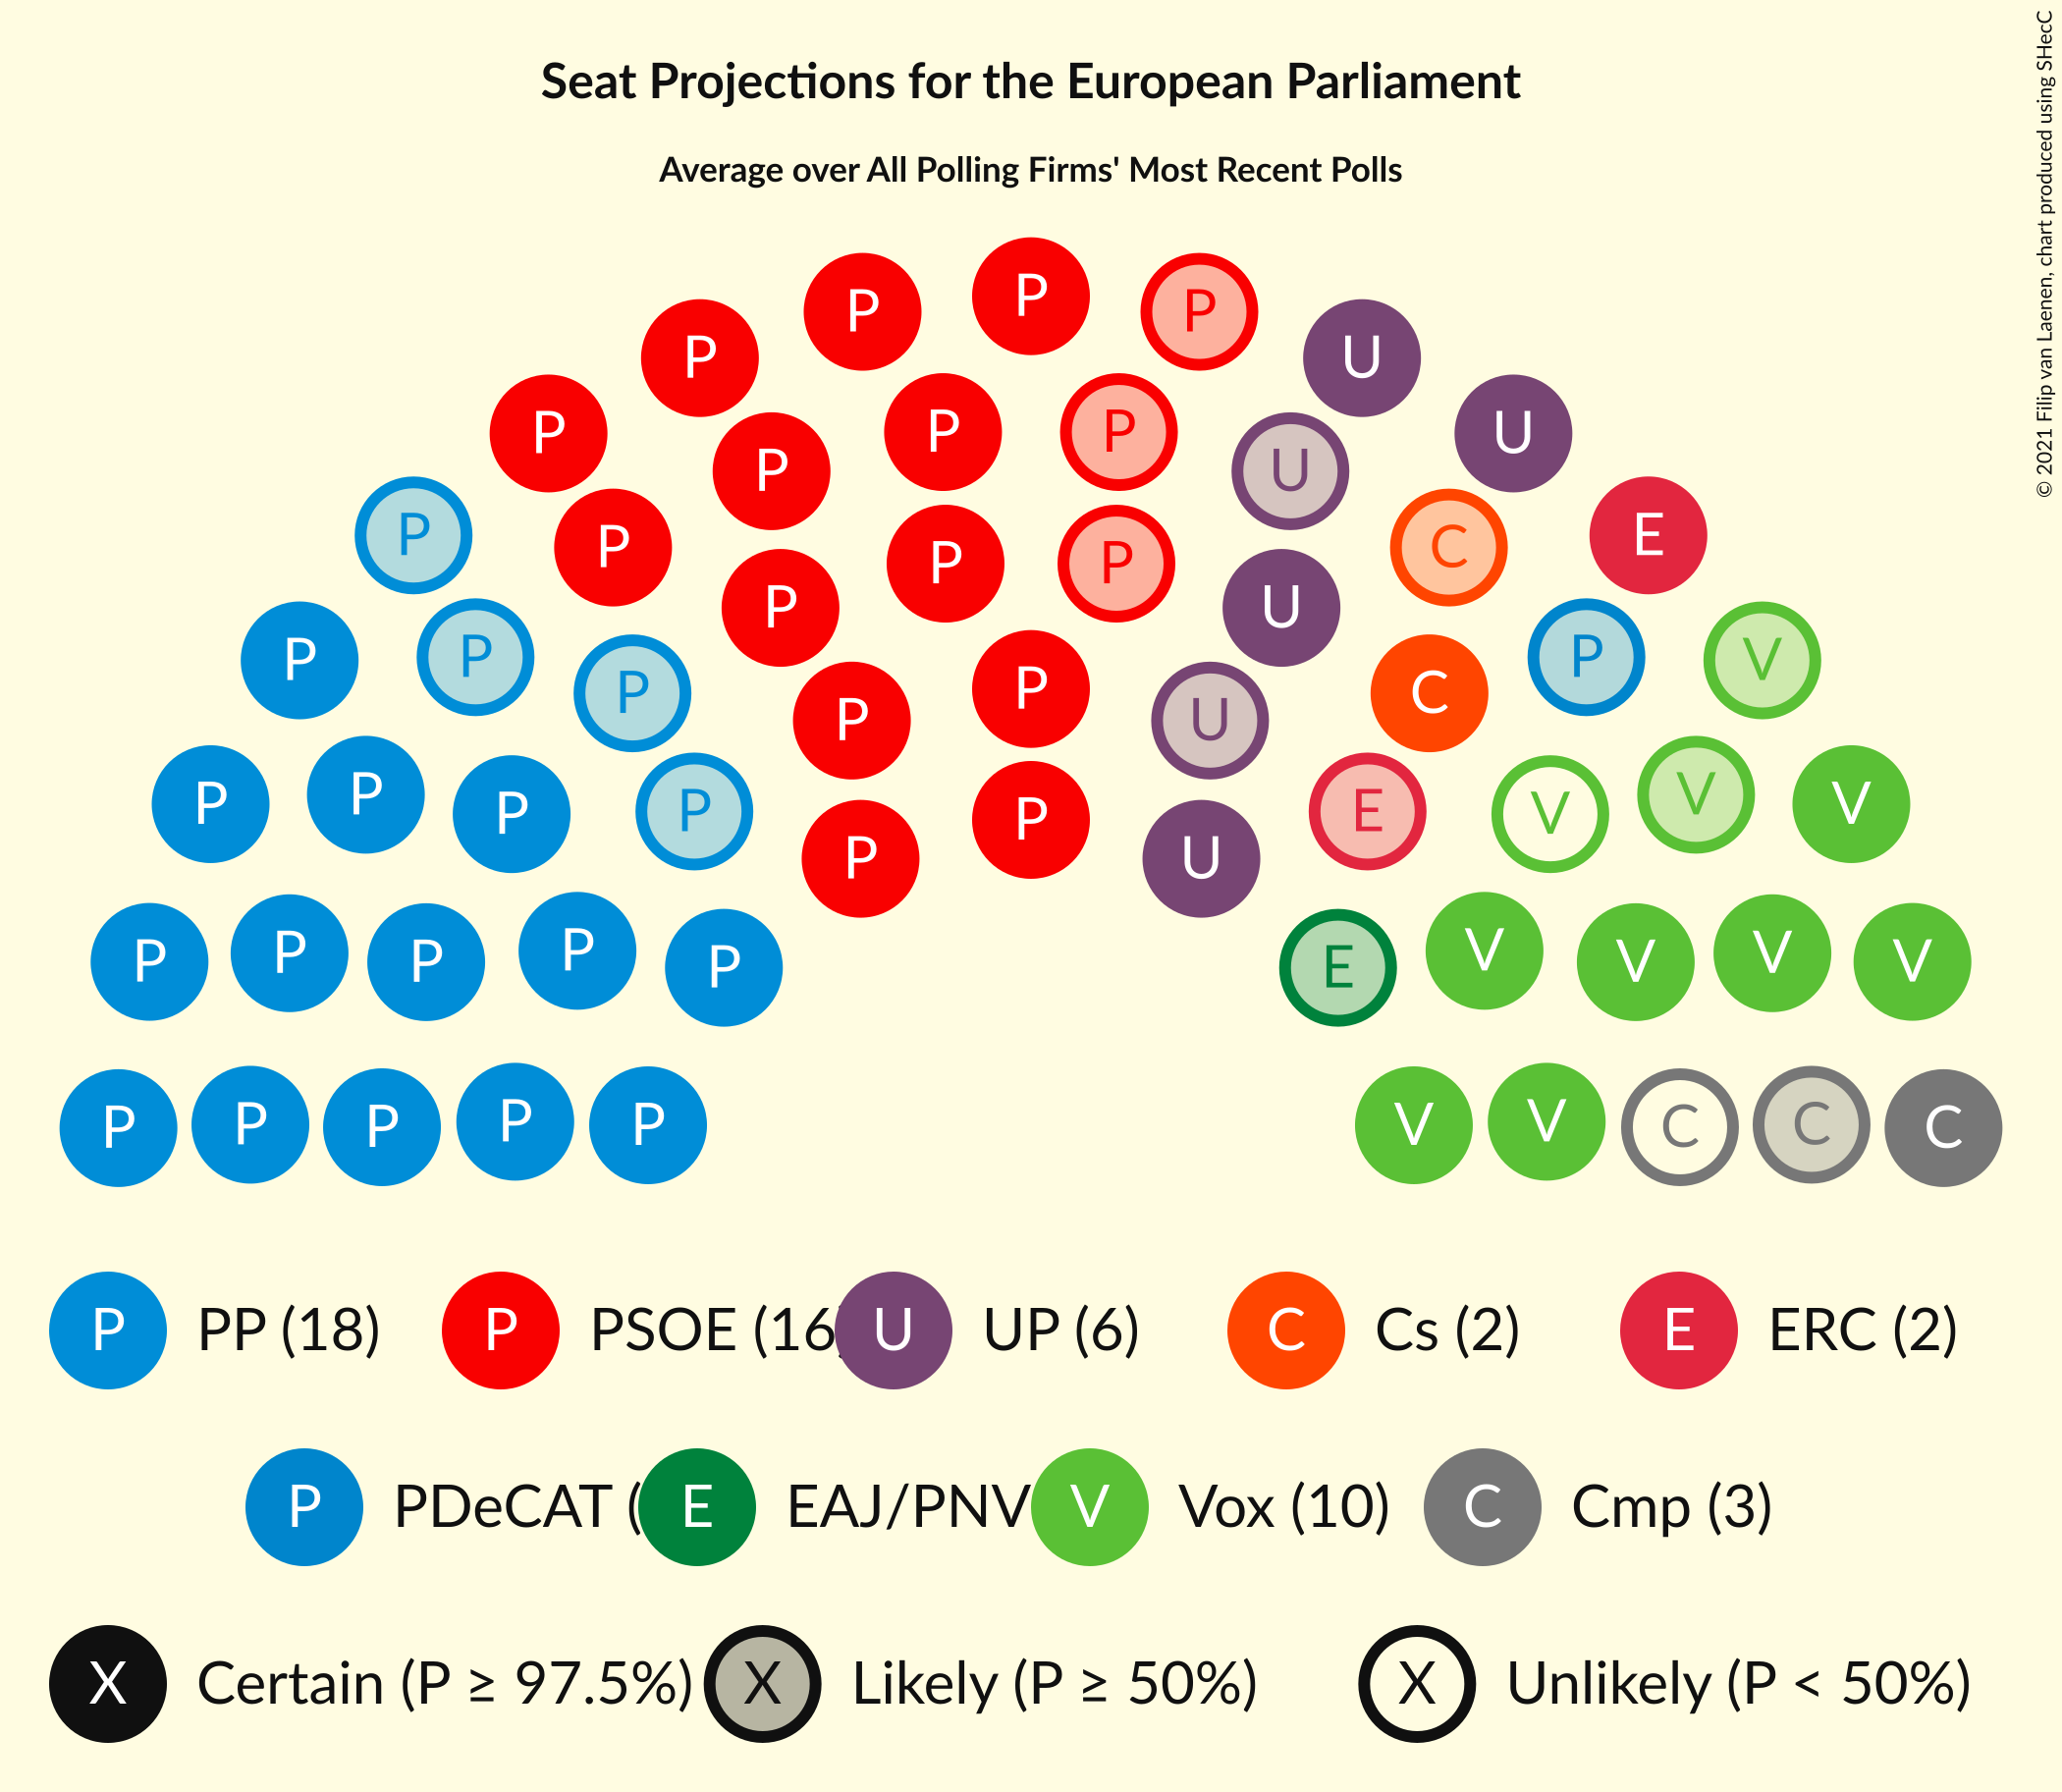 Seat Projections for the European Parliament
Average over All Polling Firms' Most Recent Polls
© 2021 Filip van Laenen, chart produced using SHecC
P
P P
P U
P P P U
P U
P P C E
P P
P U
P P P V
P P C
P U
P P P P P E V V V
P U
P P P P P E V V V V
P P P P P V V C C C
P PP (18) P PSOE (16 U UP (6) C Cs (2) E ERC (2)
P PDeCAT ( E EAJ/PNV V Vox (10) C Cmp (3)
X Certain (P ≥ 97.5%) X Likely (P ≥ 50%) X Unlikely (P < 50%)